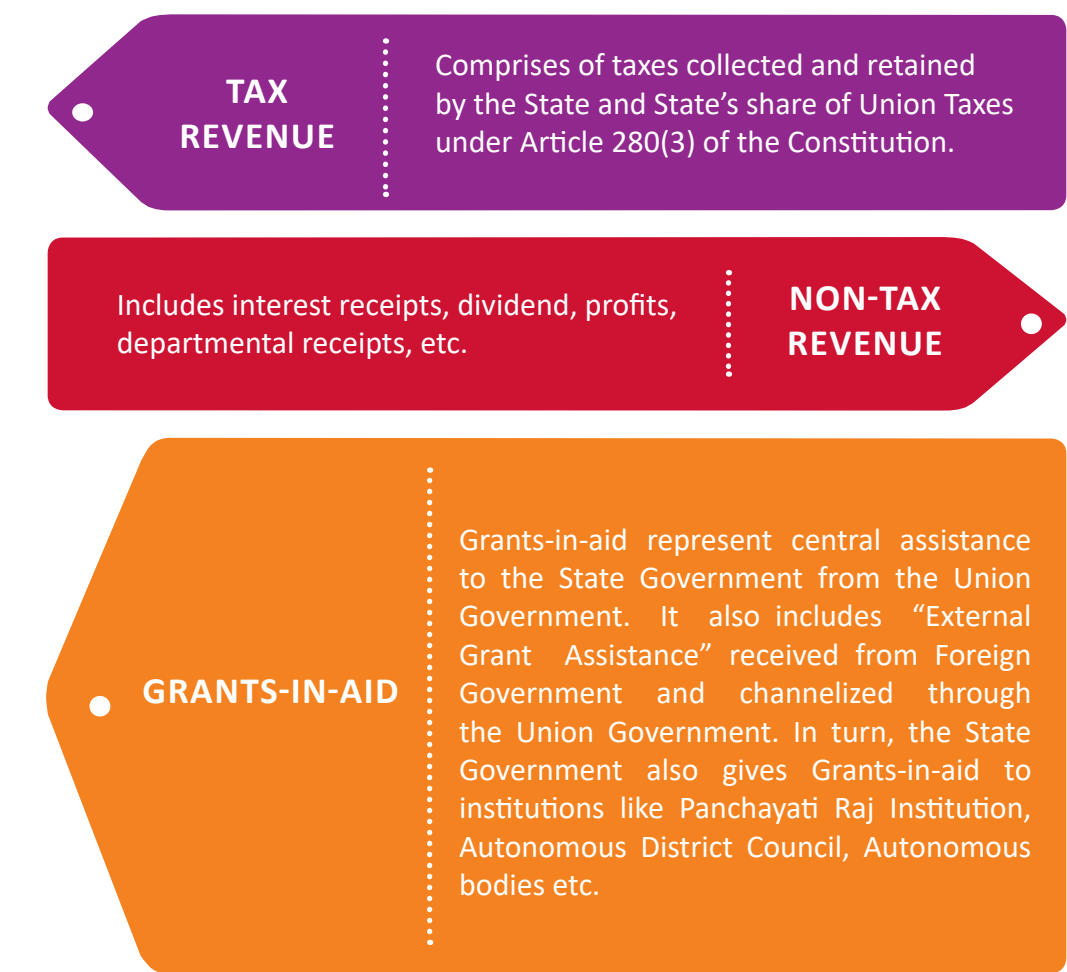 TAX
REVENUE
Comprises of taxes collected and retained
by the State and State’s share of Union Taxes
under Article 280(3) of the Constitution.
Includes interest receipts, dividend, profits,
departmental receipts, etc.
NON-TAX
REVENUE
GRANTS-IN-AID
Grants-in-aid represent central assistance
to the State Government from the Union
Government. It also includes “External
Grant Assistance” received from Foreign
Government and channelized through
the Union Government. In turn, the State
Government also gives Grants-in-aid to
institutions like Panchayati Raj Institution,
Autonomous District Council, Autonomous
bodies etc.